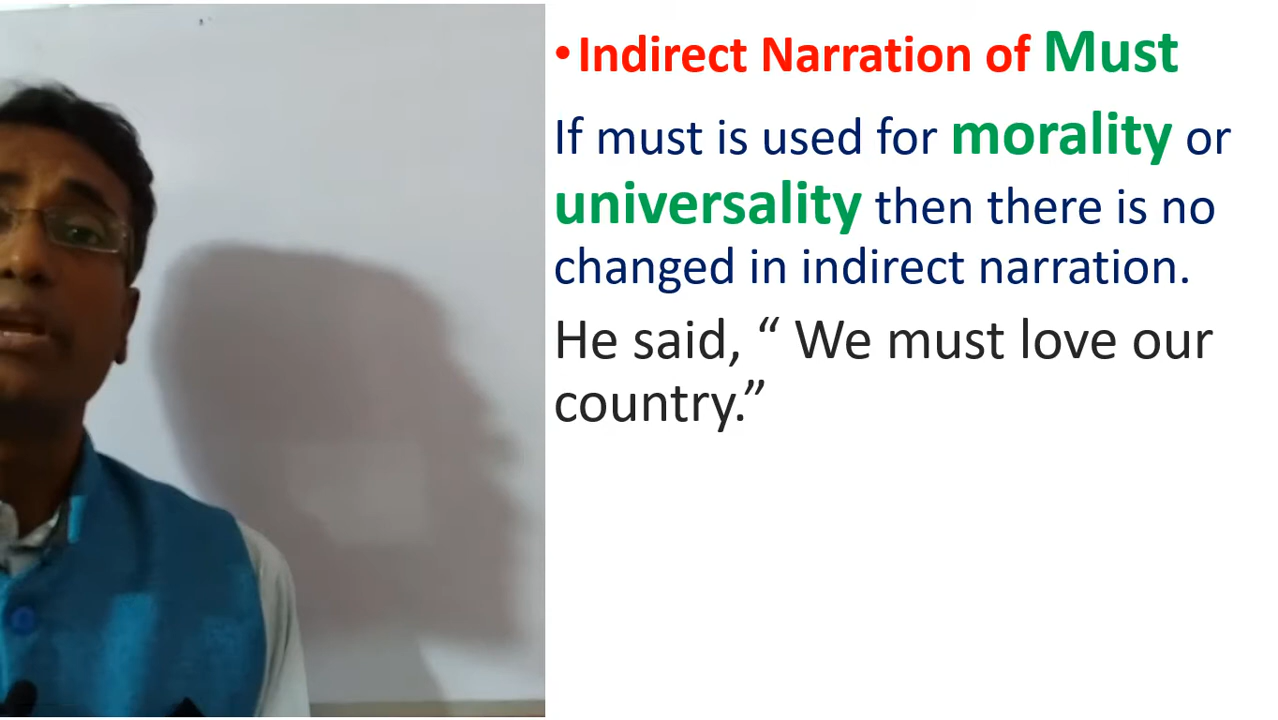 •Indirect Narration of Must
If must is used for morality or
universality then there is no
changed in indirect narration.
He said, “ We must love our
country.”